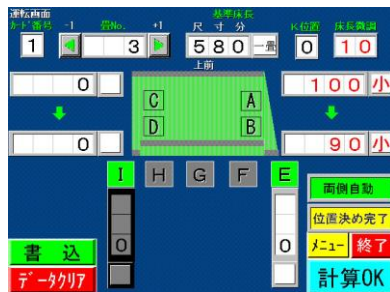 運転画面 基準床長
カード番号 -1 畳No. +1 尺 寸 分 K位置 床長微調
1 3 580 一畳 0 10
上前
0 100 小
C A
D B
0 90 小
I H G F E
両側自動
0 0 位置決め完了
書込 メニュー 終了
データクリア 計算OK